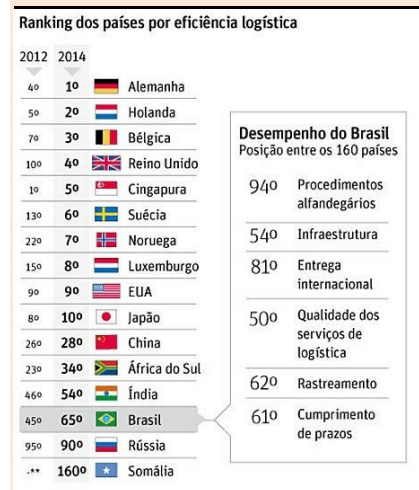 Ranking dos países por eficiência logística
2012 2014
4º 1º Alemanha
5º 2º Holanda
7º 3º Bélgica
10º 4º Reino Unido
1º 5º Cingapura
13º 6º Suécia
22º 7º Noruega
15º 8º Luxemburgo
9º 9º EUA
8º 10º Japão
26º 28º China
23º 34º África do Sul
46º 54º Índia
45º 65º Brasil
95º 90º Rússia
-** 160º Somália
Desempenho do Brasil
Posição entre os 160 países
94º Procedimentos
alfandegários
54º Infraestrutura
81º Entrega
internacional
50º Qualidade dos
serviços de
logística
62º Rastreamento
61º Cumprimento
de prazos